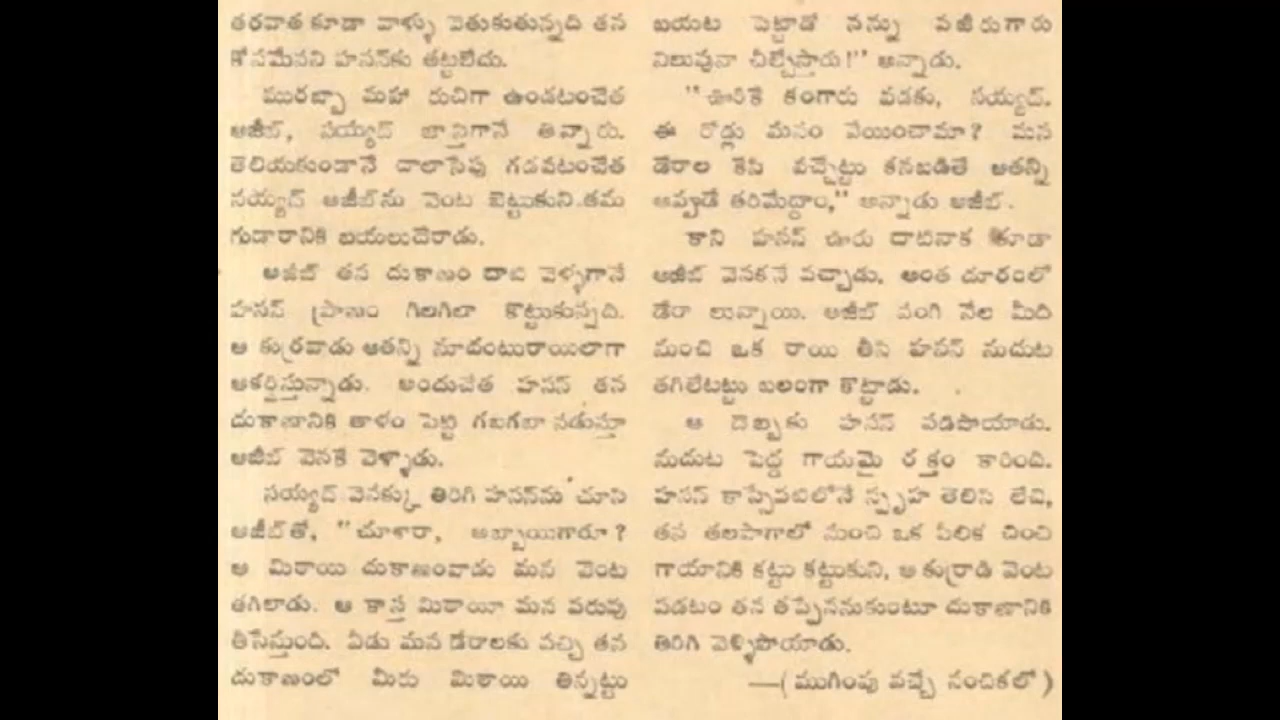 తరవాత కూడా వాళ్ళు వెతుకుతున్నది తన
కోసమేనని హసన్‌కు తట్టలేదు.
మురబ్బా మహా రుచిగా ఉండటంచేత
అజీబ్, సయ్యద్ జాస్తిగానే తిన్నారు.
తెలియకుండానే చాలాసేపు గడవటంచేత
సయ్యద్ అజీబ్‌ను వెంట బెట్టుకుని తమ
గుడారానికి బయలుదేరాడు.
అజీబ్ తన దుకాణం దాటి వెళ్ళగానే
హసన్ ప్రాణం గిలగిలా కొట్టుకున్నది.
ఆ కుర్రవాడు అతన్ని సూదంటురాయిలాగా
ఆకర్షిస్తున్నాడు. అందుచేత హసన్ తన
దుకాణానికి తాళం పెట్టి గబగబా నడుస్తూ
అజీబ్ వెనకే వెళ్ళాడు.
సయ్యద్ వెనక్కు తిరిగి హసన్‌ను చూసి
అజీబ్‌తో, "చూశారా, అబ్బాయిగారూ?
ఆ మిఠాయి దుకాణంవాడు మన వెంట
తగిలాడు. ఆ కాస్త మిఠాయీ మన పరువు
తీసేస్తుంది. వీడు మన డేరాలకు వచ్చి తన
దుకాణంలో మీరు మిఠాయి తిన్నట్టు
బయట పెట్టాడో నన్ను వజీరుగారు
నిలువునా చీల్చేస్తారు!" అన్నాడు.
"ఊరికే కంగారు పడకు, సయ్యద్.
ఈ రోడ్లు మనం వేయించామా? మన
డేరాల కేసి వచ్చేట్టు కనబడితే అతన్ని
అప్పుడే తరిమేద్దాం," అన్నాడు అజీబ్.
కాని హసన్ ఊరు దాటినాక కూడా
అజీబ్ వెనకనే వచ్చాడు. అంత దూరంలో
డేరా లున్నాయి. అజీబ్ వంగి నేల మీది
నుంచి ఒక రాయి తీసి హసన్ నుదుట
తగిలేటట్టు బలంగా కొట్టాడు.
ఆ దెబ్బకు హసన్ పడిపోయాడు.
నుదుట పెద్ద గాయమై రక్తం కారింది.
హసన్ కాస్సేపటిలోనే స్పృహ తెలిసి లేచి,
తన తలపాగాలో నుంచి ఒక పీలిక చించి
గాయానికి కట్టు కట్టుకుని, ఆ కుర్రాడి వెంట
పడటం తన తప్పేననుకుంటూ దుకాణానికి
తిరిగి వెళ్ళిపోయాడు.
—(ముగింపు వచ్చే సంచికలో)